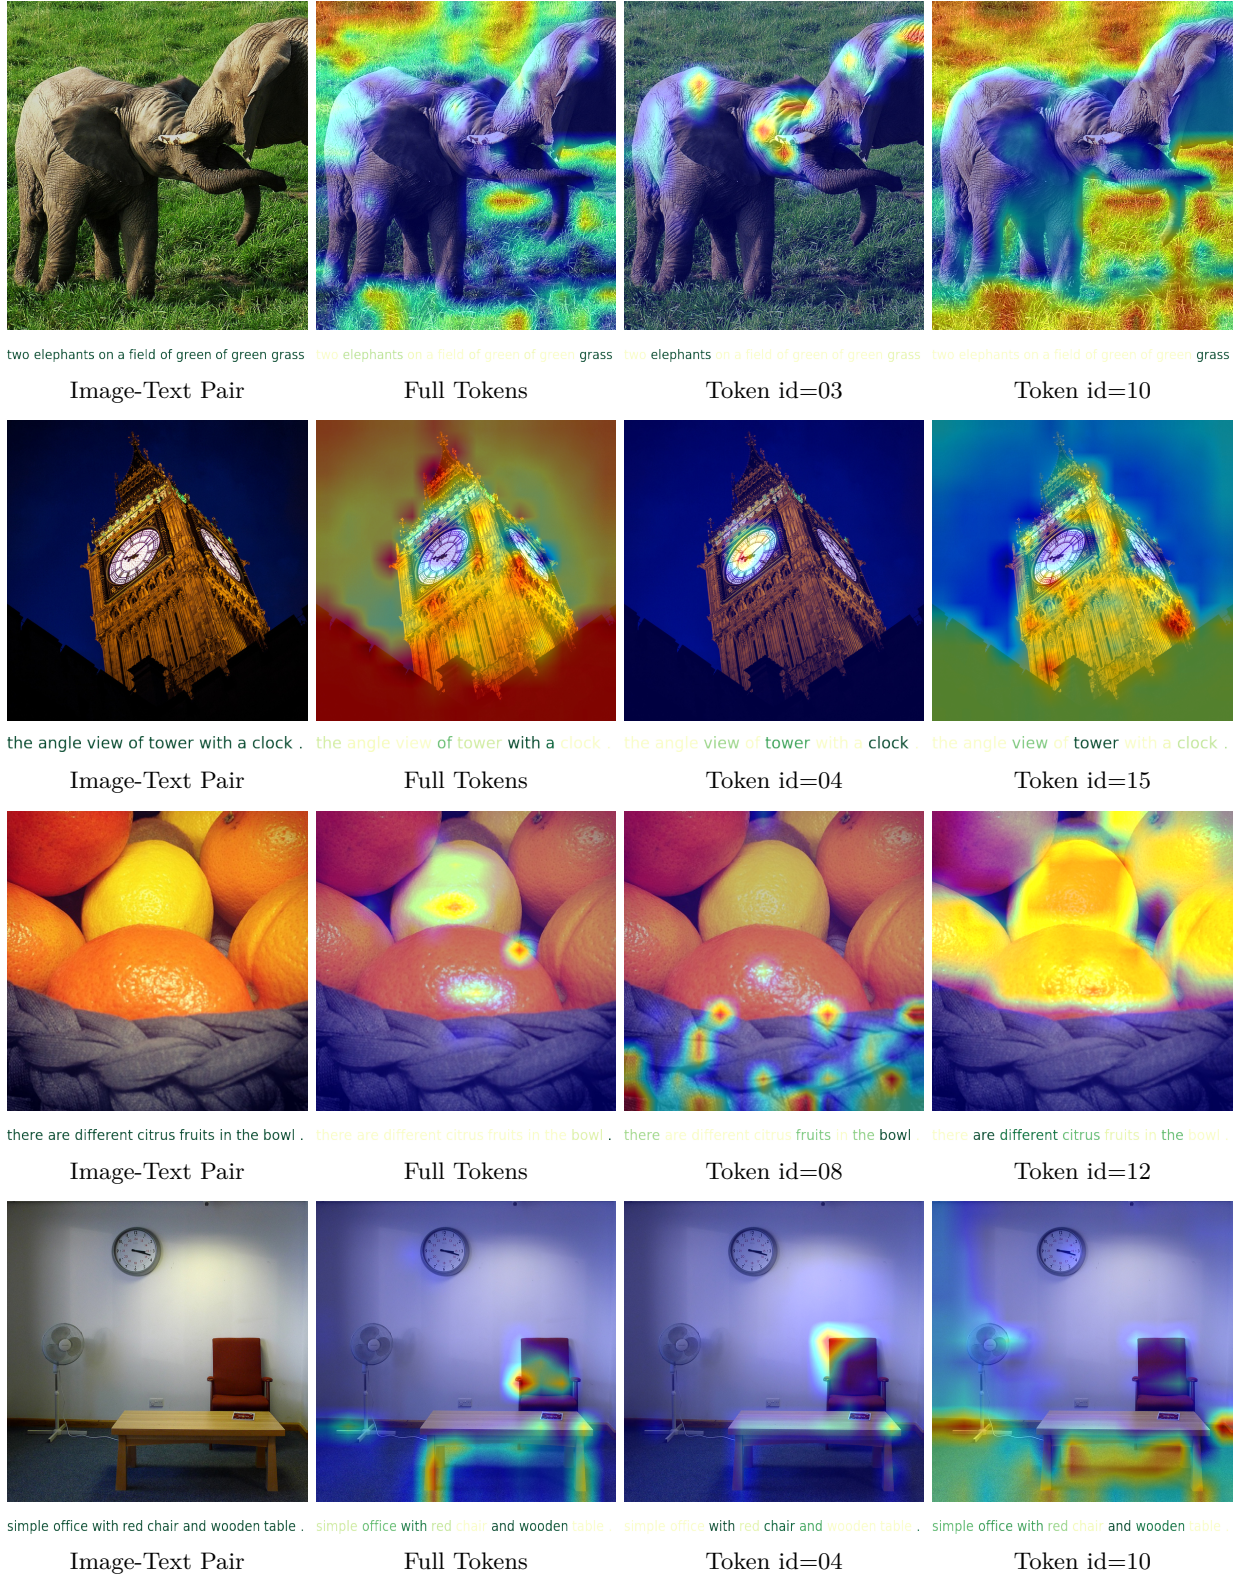 two elephants on a field of green of green grass two elephants on a field of green of green grass two elephants on a field of green of green grass two elephants on a field of green of green grass
Image-Text Pair Full Tokens Token id=03 Token id=10
the angle view of tower with a clock . the angle view of tower with a clock . the angle view of tower with a clock . the angle view of tower with a clock .
Image-Text Pair Full Tokens Token id=04 Token id=15
there are different citrus fruits in the bowl . there are different citrus fruits in the bowl . there are different citrus fruits in the bowl there are different citrus fruits in the bowl
Image-Text Pair Full Tokens Token id=08 Token id=12
simple office with red chair and wooden table . simple office with red chair and wooden table simple office with red chair and wooden table . simple office with red chair and wooden table
Image-Text Pair Full Tokens Token id=04 Token id=10